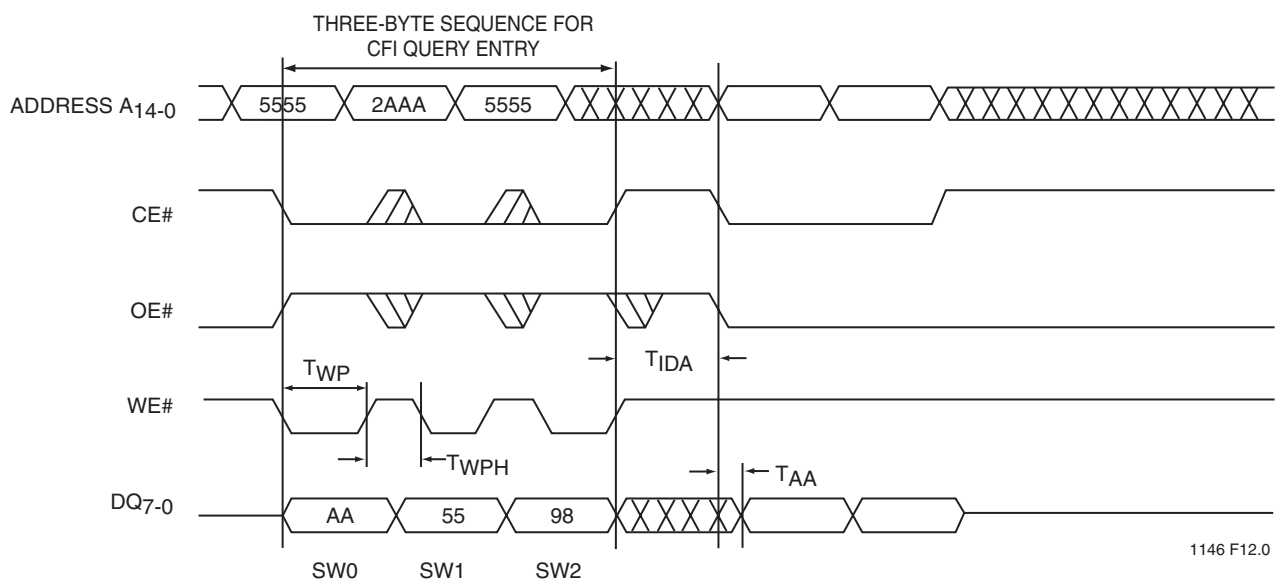 THREE-BYTE SEQUENCE FOR
CFI QUERY ENTRY
ADDRESS A14-0
5555
2AAA
5555
CE#
OE#
TIDA
TWP
WE#
TWPH
TAA
DQ7-0
AA
55
98
1146 F12.0
SW0
SW1
SW2